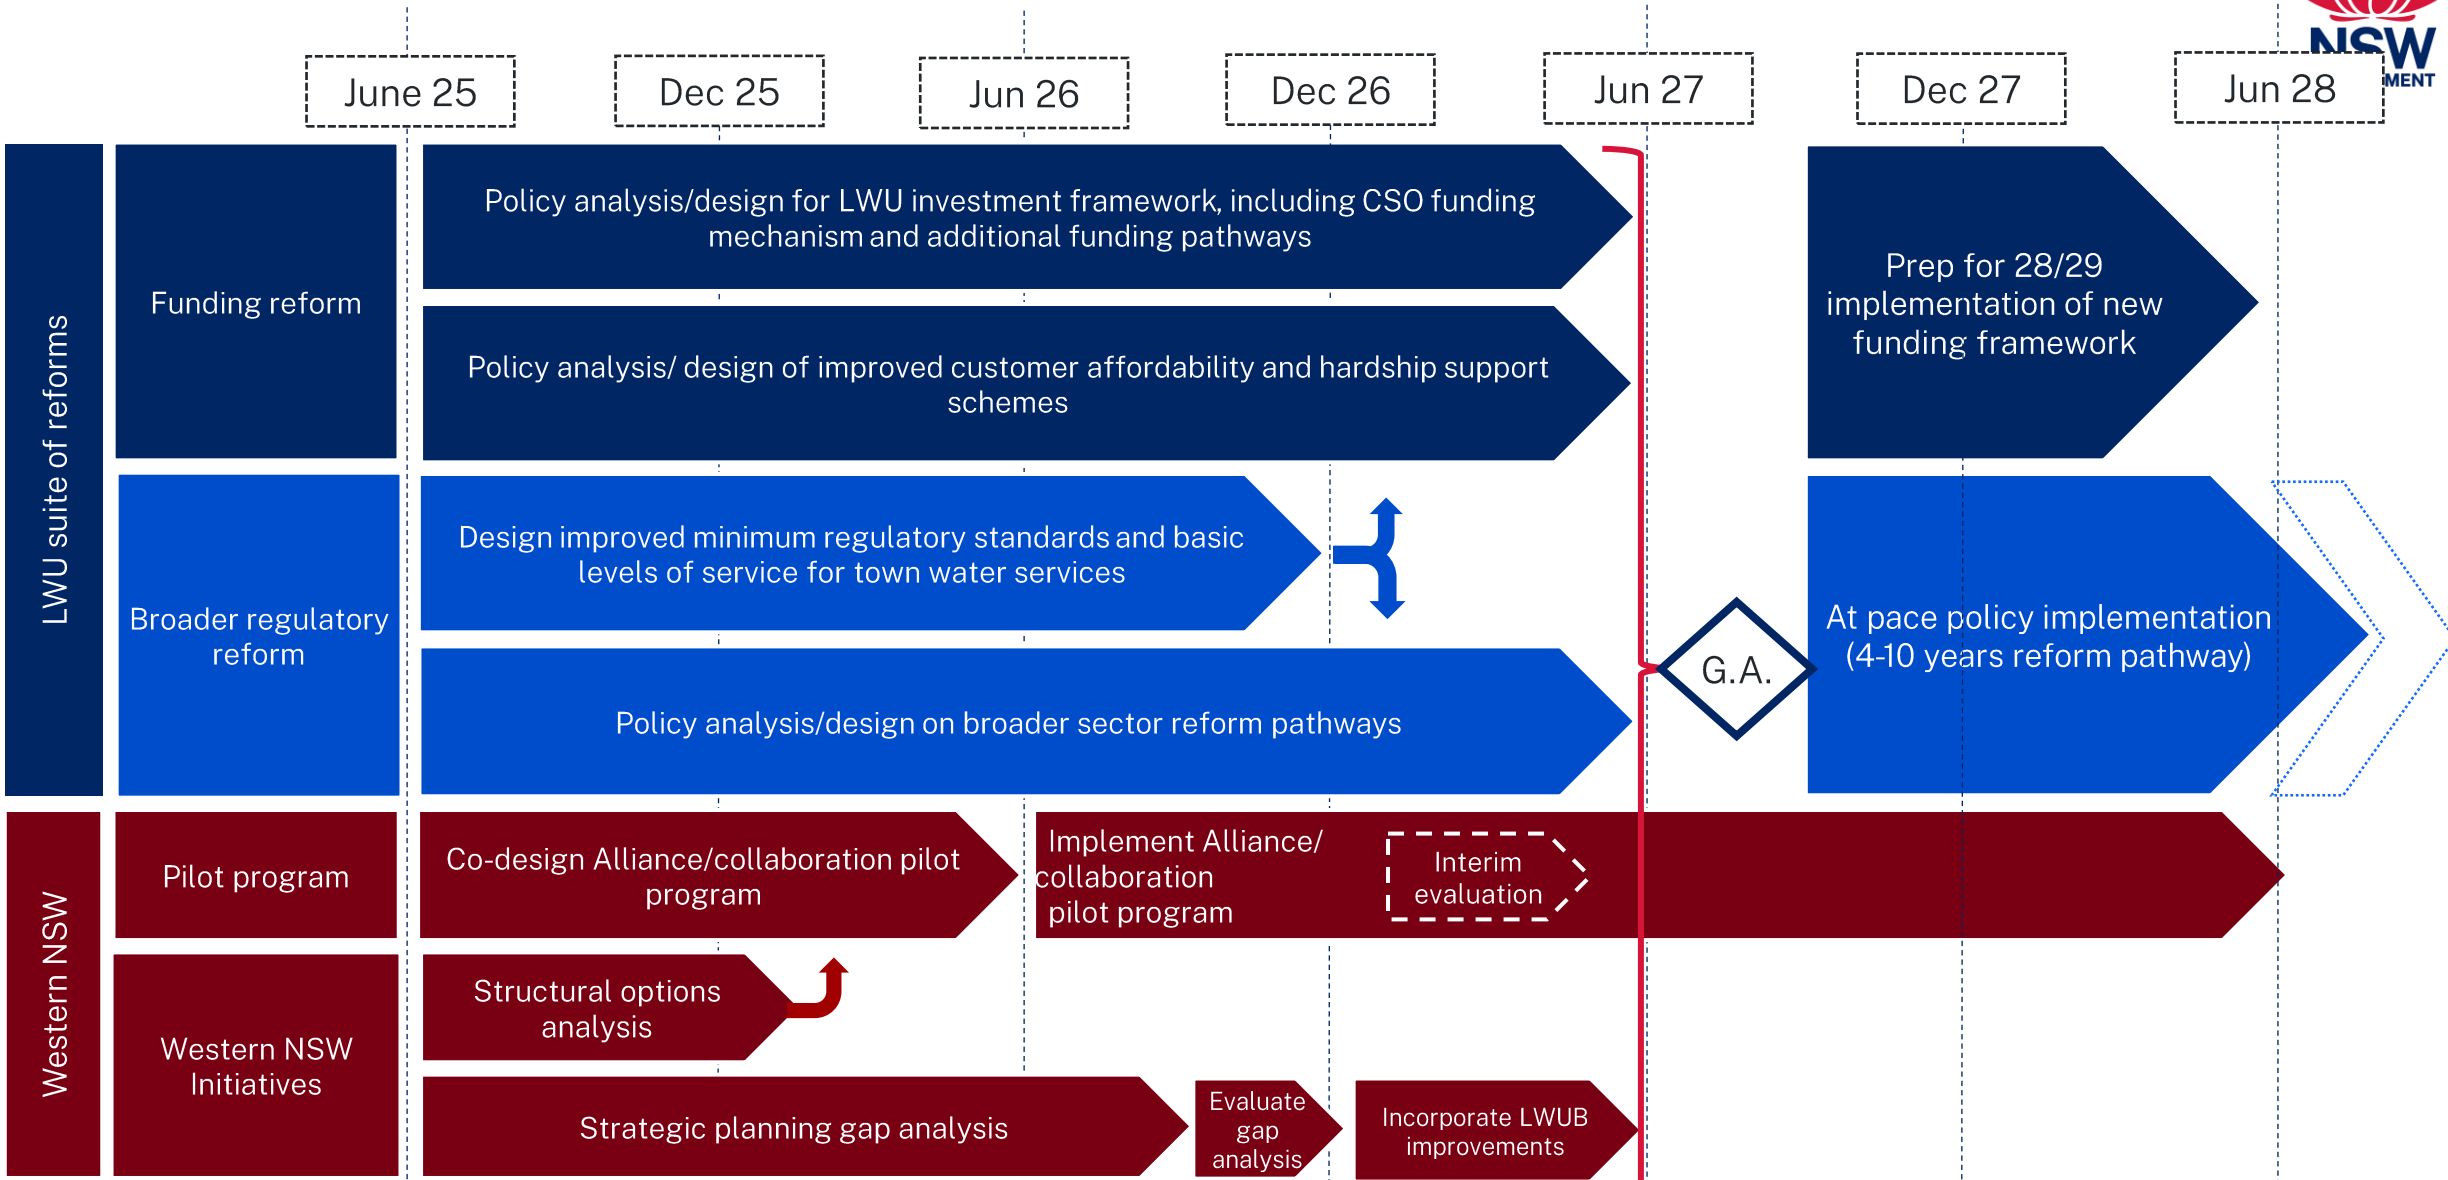 NSW
June 25
Dec 25
Jun 26
Dec 26
Jun 27
Dec 27
Jun 28
LWU suite of reforms
Funding reform
Policy analysis/design for LWU investment framework, including CSO funding
mechanism and additional funding pathways
Policy analysis/ design of improved customer affordability and hardship support
schemes
Prep for 28/29
implementation of new
funding framework
Broader regulatory
reform
Design improved minimum regulatory standards and basic
levels of service for town water services
Policy analysis/design on broader sector reform pathways
G.A.
At pace policy implementation
(4-10 years reform pathway)
Western NSW
Pilot program
Co-design Alliance/collaboration pilot
program
Implement Alliance/
collaboration
pilot program
Interim
evaluation
Western NSW
Initiatives
Structural options
analysis
Strategic planning gap analysis
Evaluate
gap
analysis
Incorporate LWUB
improvements